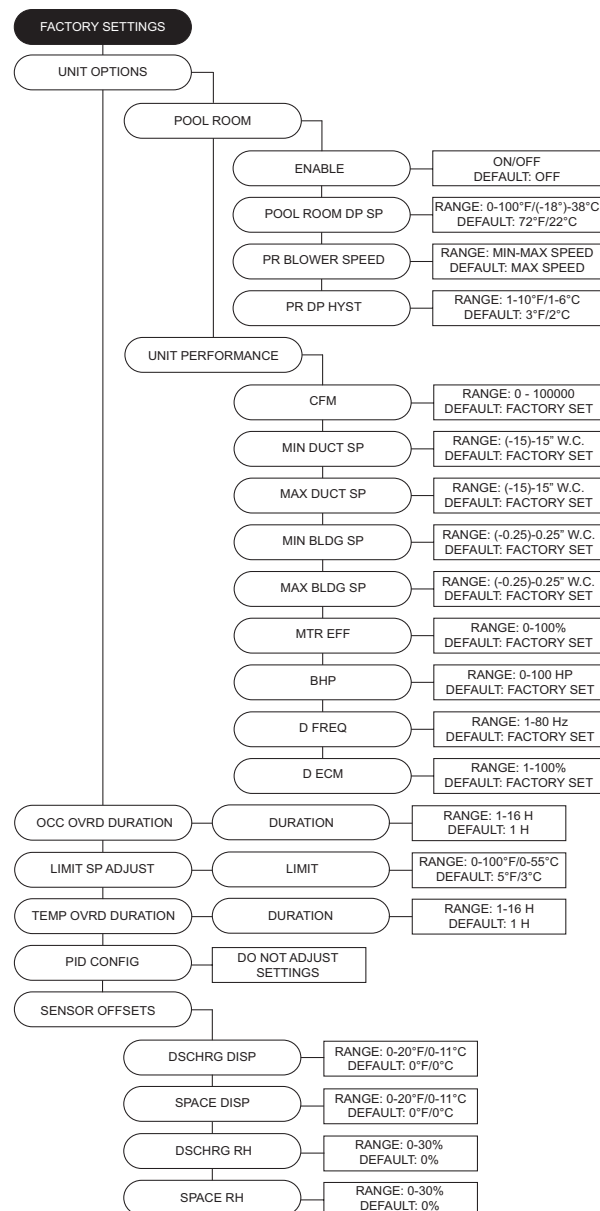 FACTORY SETTINGS
UNIT OPTIONS
POOL ROOM
ENABLE
ON/OFF
DEFAULT: OFF
POOL ROOM DP SP
RANGE: 0-100°F/(-18°)-38°C
DEFAULT: 72°F/22°C
PR BLOWER SPEED
RANGE: MIN-MAX SPEED
DEFAULT: MAX SPEED
PR DP HYST
RANGE: 1-10°F/1-6°C
DEFAULT: 3°F/2°C
UNIT PERFORMANCE
CFM
RANGE: 0 - 100000
DEFAULT: FACTORY SET
MIN DUCT SP
RANGE: (-15)-15” W.C.
DEFAULT: FACTORY SET
MAX DUCT SP
RANGE: (-15)-15” W.C.
DEFAULT: FACTORY SET
MIN BLDG SP
RANGE: (-0.25)-0.25” W.C.
DEFAULT: FACTORY SET
MAX BLDG SP
RANGE: (-0.25)-0.25” W.C.
DEFAULT: FACTORY SET
MTR EFF
RANGE: 0-100%
DEFAULT: FACTORY SET
BHP
RANGE: 0-100 HP
DEFAULT: FACTORY SET
D FREQ
RANGE: 1-80 Hz
DEFAULT: FACTORY SET
D ECM
RANGE: 1-100%
DEFAULT: FACTORY SET
OCC OVRD DURATION
DURATION
RANGE: 1-16 H
DEFAULT: 1 H
LIMIT SP ADJUST
LIMIT
RANGE: 0-100°F/0-55°C
DEFAULT: 5°F/3°C
TEMP OVRD DURATION
DURATION
RANGE: 1-16 H
DEFAULT: 1 H
PID CONFIG
DO NOT ADJUST
SETTINGS
SENSOR OFFSETS
DSCHRG DISP
RANGE: 0-20°F/0-11°C
DEFAULT: 0°F/0°C
SPACE DISP
RANGE: 0-20°F/0-11°C
DEFAULT: 0°F/0°C
DSCHRG RH
RANGE: 0-30%
DEFAULT: 0%
SPACE RH
RANGE: 0-30%
DEFAULT: 0%